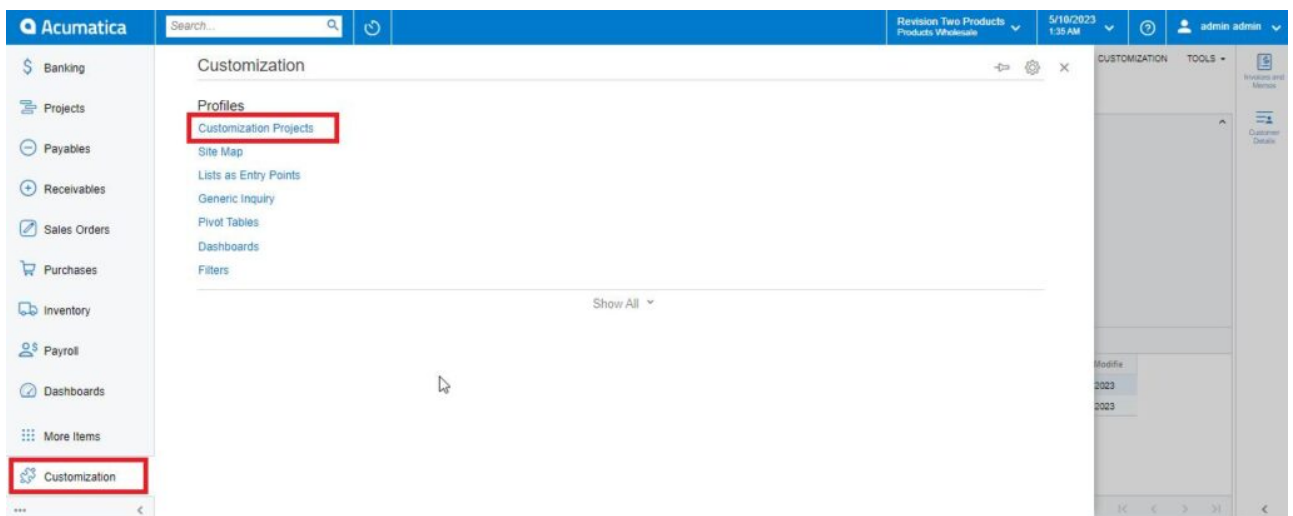 Acumatica
Search...
Revision Two Products
Products Wholesale
5/10/2023
1:35 AM
admin admin
Banking
Projects
Payables
Receivables
Sales Orders
Purchases
Inventory
Payroll
Dashboards
More Items
Customization
Customization
Profiles
Customization Projects
Site Map
Lists as Entry Points
Generic Inquiry
Pivot Tables
Dashboards
Filters
Show All
CUSTOMIZATION TOOLS
Invoices and
Memos
Customer
Details
Modifie
2023
2023